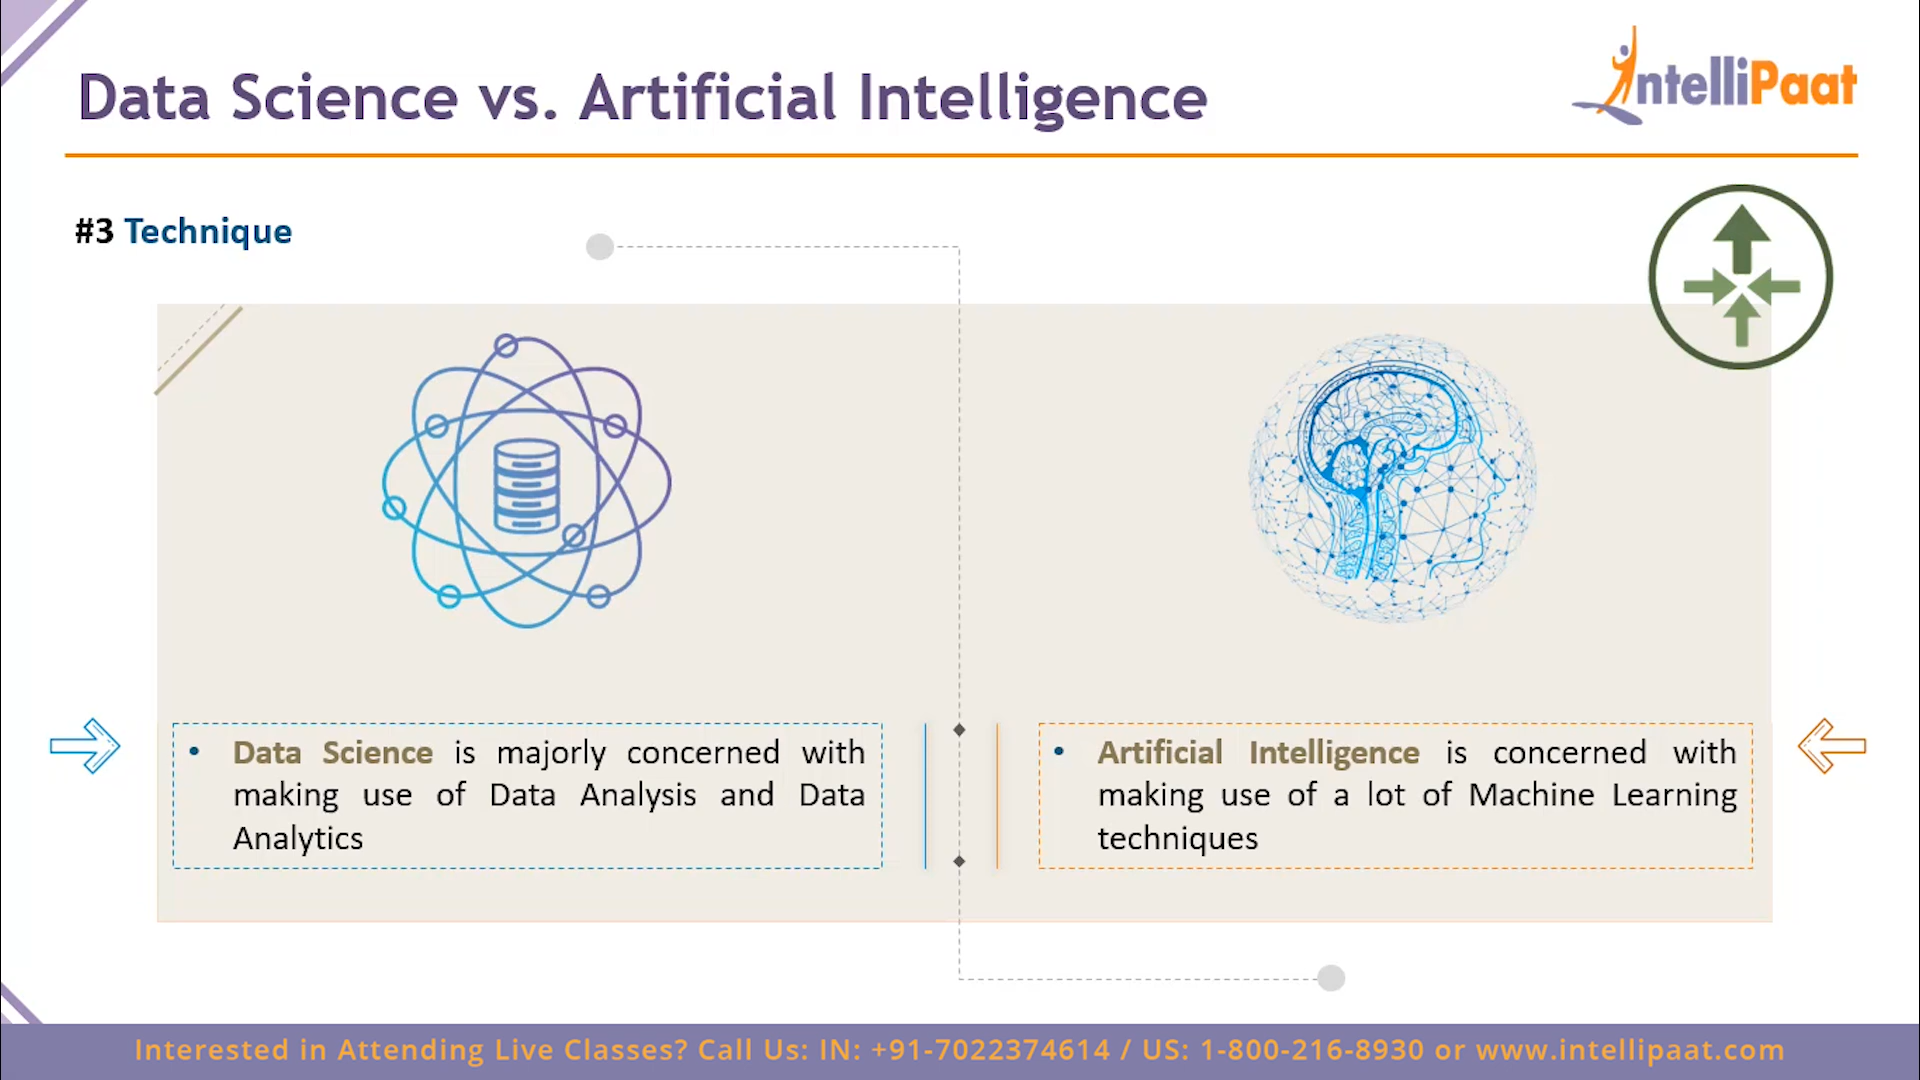 Data Science vs. Artificial Intelligence
IntelliPaat
#3 Technique
• Data Science is majorly concerned with
making use of Data Analysis and Data
Analytics
• Artificial Intelligence is concerned with
making use of a lot of Machine Learning
techniques
Interested in Attending Live Classes? Call Us: IN: +91-7022374614 / US: 1-800-216-8930 or www.intellipaat.com